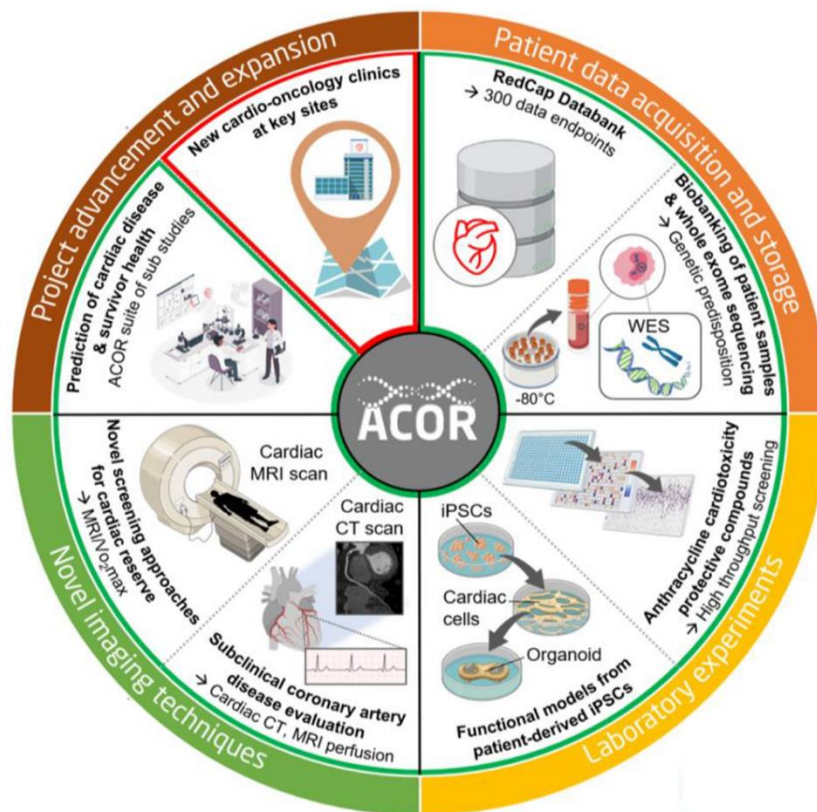 Project advancement and expansion
Patient data acquisition and storage
Laboratory experiments
Novel imaging techniques
New cardio-oncology clinics
at key sites
RedCap Databank
→ 300 data endpoints
Biobanking of patient samples
& whole exome sequencing
→ Genetic predisposition
WES
-80°C
Anthracycline cardiotoxicity
protective compounds
→ High throughput screening
iPSCs
Cardiac
cells
Organoid
Functional models from
patient-derived iPSCs
Cardiac
CT scan
Subclinical coronary artery
disease evaluation
→ Cardiac CT, MRI perfusion
Cardiac
MRI scan
Novel screening approaches
for cardiac reserve
→ MRI/Vo₂max
Prediction of cardiac disease
& survivor health
ACOR suite of sub studies
ACOR